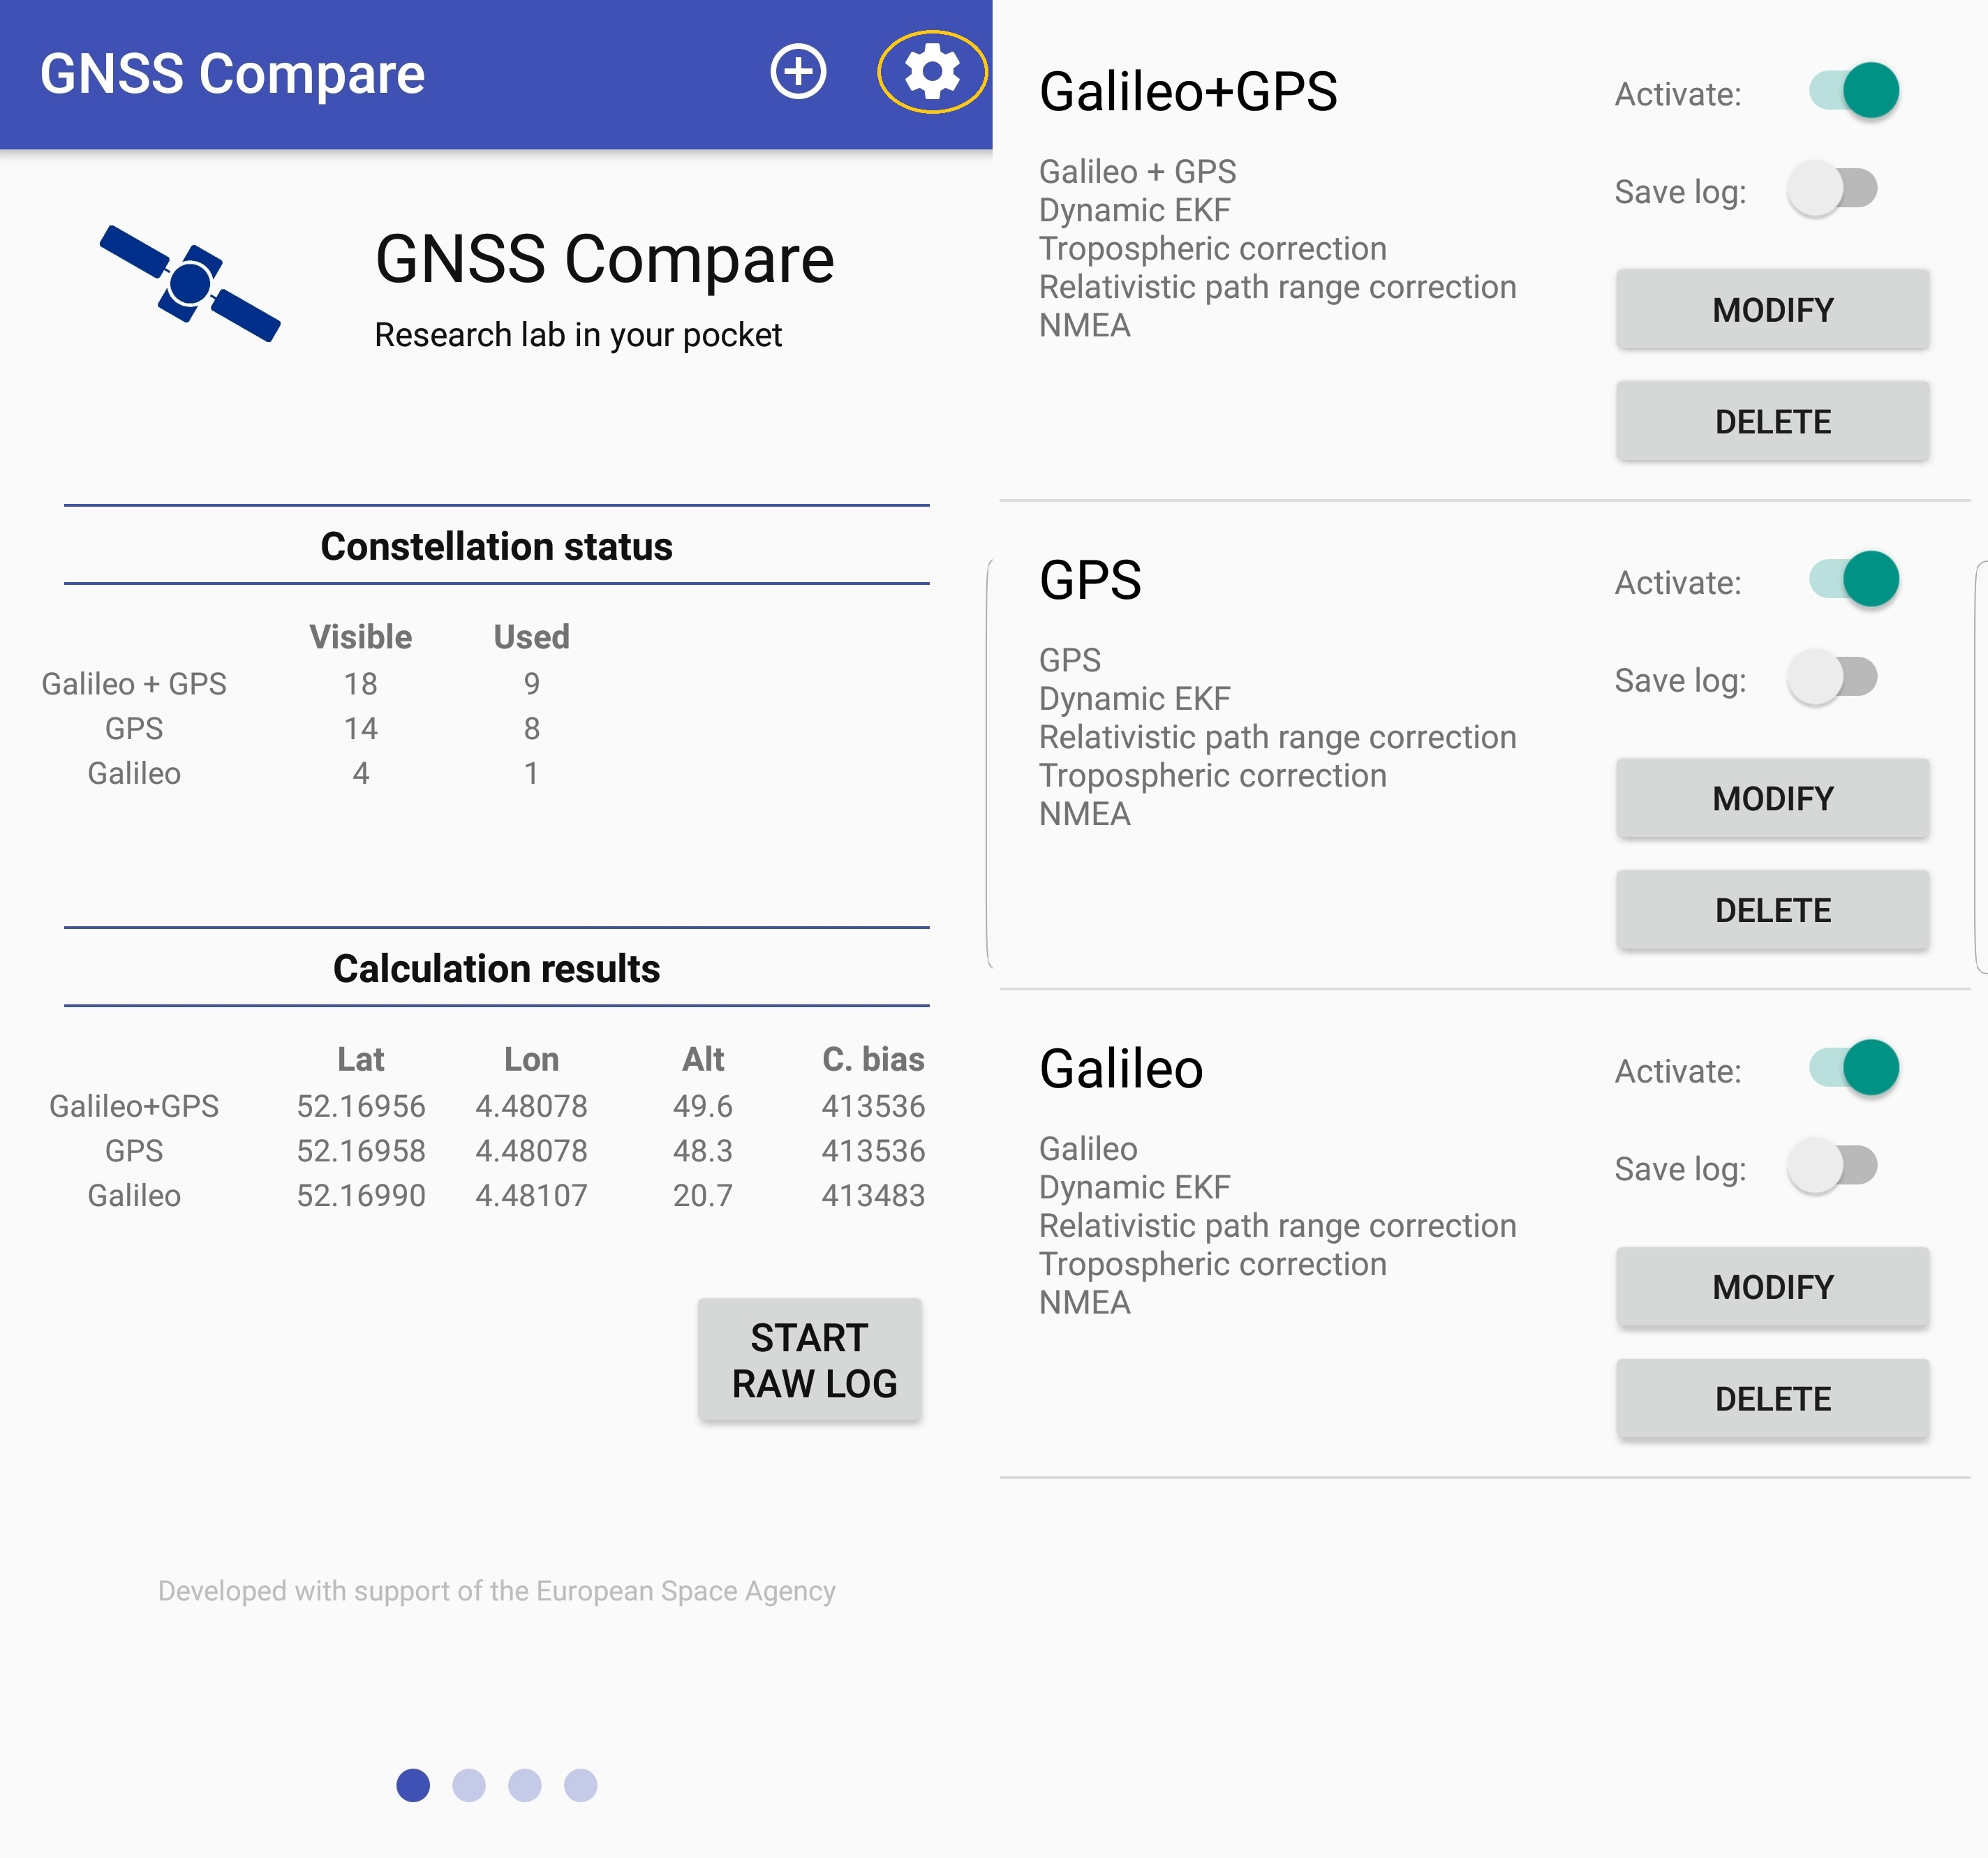 GNSS Compare
GNSS Compare
Research lab in your pocket
Constellation status
Visible Used
Galileo + GPS 18 9
GPS 14 8
Galileo 4 1
Calculation results
Lat Lon Alt C. bias
Galileo+GPS 52.16956 4.48078 49.6 413536
GPS 52.16958 4.48078 48.3 413536
Galileo 52.16990 4.48107 20.7 413483
START
RAW LOG
Developed with support of the European Space Agency
Galileo+GPS
Activate:
Galileo + GPS
Dynamic EKF
Tropospheric correction
Relativistic path range correction
NMEA
Save log:
MODIFY
DELETE
GPS
Activate:
GPS
Dynamic EKF
Relativistic path range correction
Tropospheric correction
NMEA
Save log:
MODIFY
DELETE
Galileo
Activate:
Galileo
Dynamic EKF
Relativistic path range correction
Tropospheric correction
NMEA
Save log:
MODIFY
DELETE